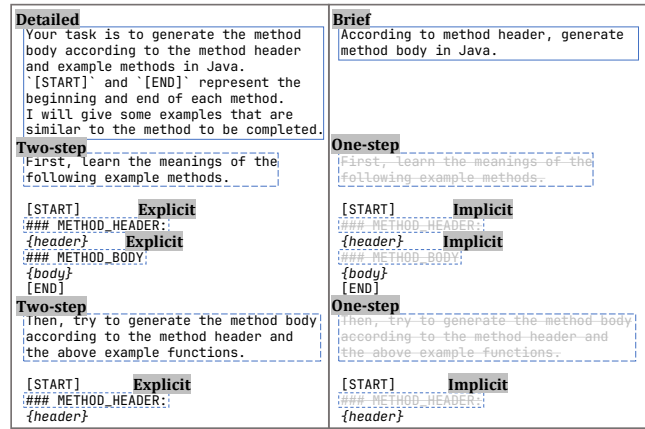 Detailed
Your task is to generate the method
body according to the method header
and example methods in Java.
`[START]` and `[END]` represent the
beginning and end of each method.
I will give some examples that are
similar to the method to be completed.
Two-step
First, learn the meanings of the
following example methods.
[START] Explicit
### METHOD_HEADER:
{header} Explicit
### METHOD_BODY
{body}
[END]
Two-step
Then, try to generate the method body
according to the method header and
the above example functions.
[START] Explicit
### METHOD_HEADER:
{header}
Brief
According to method header, generate
method body in Java.
One-step
First, learn the meanings of the
following example methods.
[START] Implicit
### METHOD_HEADER:
{header} Implicit
### METHOD_BODY
{body}
[END]
One-step
Then, try to generate the method body
according to the method header and
the above example functions.
[START] Implicit
### METHOD_HEADER:
{header}